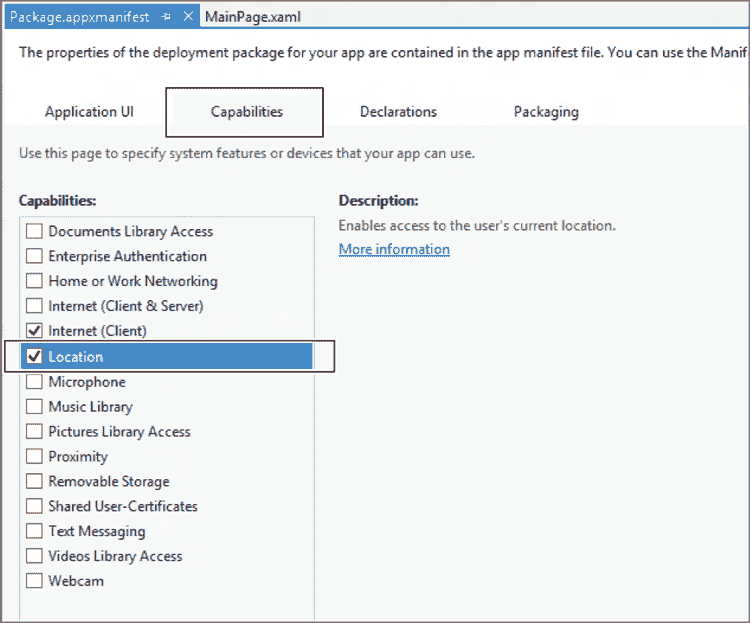 Package.appxmanifest MainPage.xaml
The properties of the deployment package for your app are contained in the app manifest file. You can use the Manif
Application UI Capabilities Declarations Packaging
Use this page to specify system features or devices that your app can use.
Capabilities:
Documents Library Access
Enterprise Authentication
Home or Work Networking
Internet (Client & Server)
Internet (Client)
Location
Microphone
Music Library
Pictures Library Access
Proximity
Removable Storage
Shared User-Certificates
Text Messaging
Videos Library Access
Webcam
Description:
Enables access to the user's current location.
More information